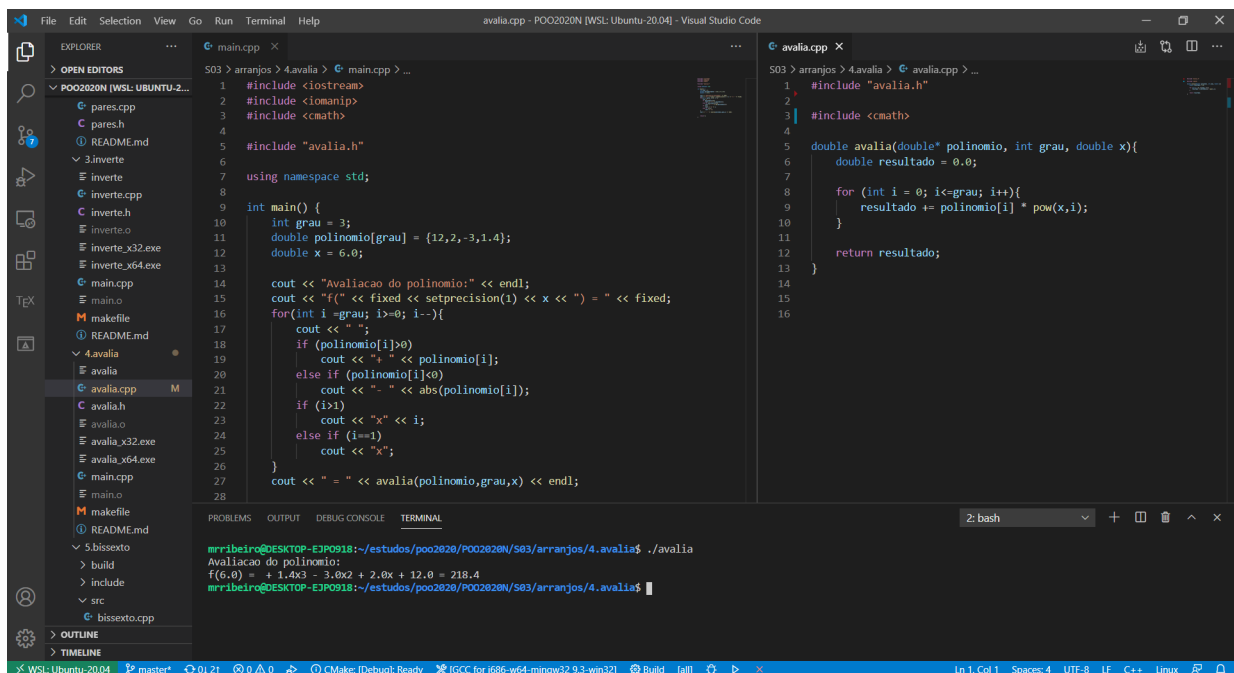 File Edit Selection View Go Run Terminal Help
avalia.cpp - POO2020N [WSL: Ubuntu-20.04] - Visual Studio Code
EXPLORER
OPEN EDITORS
POO2020N [WSL: UBUNTU-2...
pares.cpp
C pares.h
README.md
3.inverte
inverte
inverte.cpp
C inverte.h
inverte.o
inverte_x32.exe
inverte_x64.exe
main.cpp
main.o
M makefile
README.md
4.avalia
avalia
avalia.cpp M
C avalia.h
avalia.o
avalia_x32.exe
avalia_x64.exe
main.cpp
main.o
M makefile
README.md
5.bissexto
build
include
src
bissexto.cpp
OUTLINE
TIMELINE
7
TEX
main.cpp
S03 > arranjos > 4.avalia > main.cpp > ...
1 #include <iostream>
2 #include <iomanip>
3 #include <cmath>
4
5 #include "avalia.h"
6
7 using namespace std;
8
9 int main() {
10 int grau = 3;
11 double polinomio[grau] = {12,2,-3,1.4};
12 double x = 6.0;
13
14 cout << "Avaliacao do polinomio:" << endl;
15 cout << "f(" << fixed << setprecision(1) << x << ") = " << fixed;
16 for(int i =grau; i>=0; i--){
17 cout << " ";
18 if (polinomio[i]>0)
19 cout << "+ " << polinomio[i];
20 else if (polinomio[i]<0)
21 cout << "- " << abs(polinomio[i]);
22 if (i>1)
23 cout << "x" << i;
24 else if (i==1)
25 cout << "x";
26 }
27 cout << " = " << avalia(polinomio,grau,x) << endl;
28
avalia.cpp
S03 > arranjos > 4.avalia > avalia.cpp > ...
1 #include "avalia.h"
2
3 #include <cmath>
4
5 double avalia(double* polinomio, int grau, double x){
6 double resultado = 0.0;
7
8 for (int i = 0; i<=grau; i++){
9 resultado += polinomio[i] * pow(x,i);
10 }
11
12 return resultado;
13 }
14
15
16
PROBLEMS OUTPUT DEBUG CONSOLE TERMINAL
2: bash
mrribeiro@DESKTOP-EJPO918:~/estudos/poo2020/POO2020N/S03/arranjos/4.avalia$ ./avalia
Avaliacao do polinomio:
f(6.0) =  + 1.4x3 - 3.0x2 + 2.0x + 12.0 = 218.4
mrribeiro@DESKTOP-EJPO918:~/estudos/poo2020/POO2020N/S03/arranjos/4.avalia$
WSL: Ubuntu-20.04 master* 0↓ 2↑ 0 0 CMake: [Debug]: Ready [GCC for i686-w64-mingw32 9.3-win32] Build [all] Ln 1, Col 1 Spaces: 4 UTF-8 LF C++ Linux